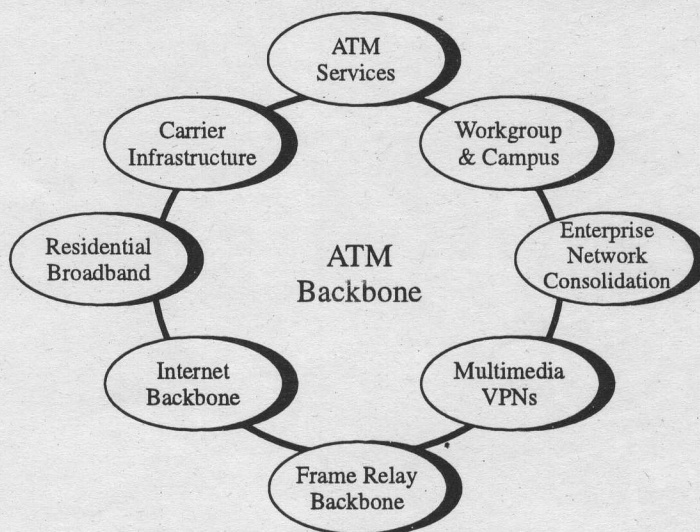 ATM
Services
Carrier
Infrastructure
Workgroup
& Campus
Residential
Broadband
ATM
Backbone
Enterprise
Network
Consolidation
Internet
Backbone
Multimedia
VPNs
Frame Relay
Backbone